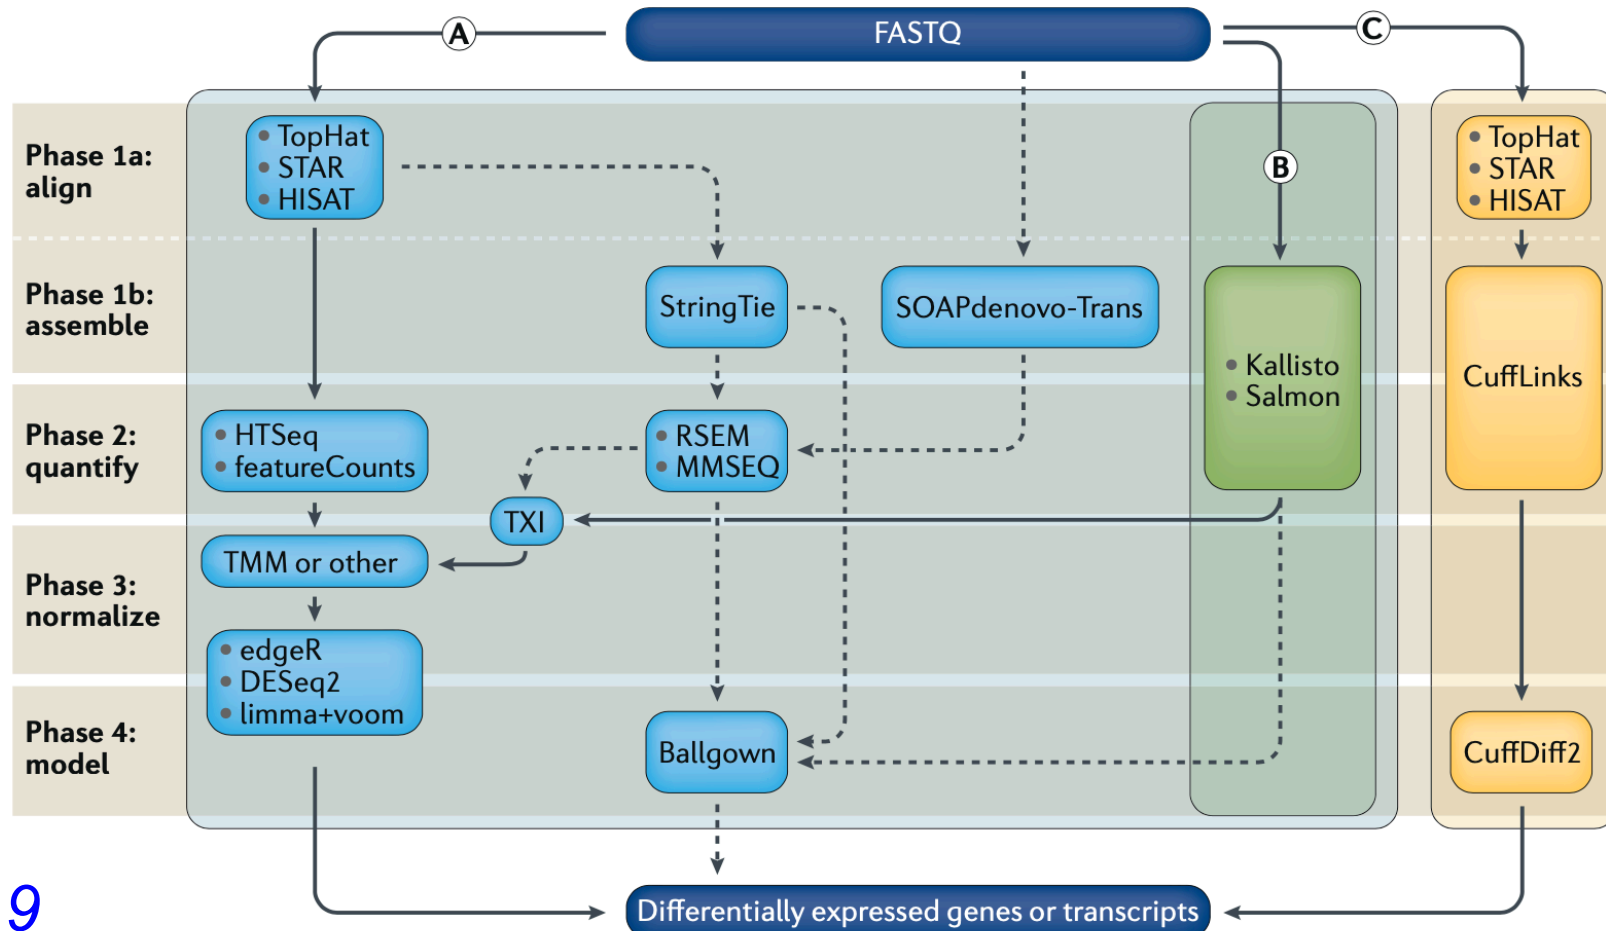 FASTQ
A
C
B
Phase 1a:
align
• TopHat
• STAR
• HISAT
• TopHat
• STAR
• HISAT
Phase 1b:
assemble
StringTie
SOAPdenovo-Trans
• Kallisto
• Salmon
CuffLinks
Phase 2:
quantify
• HTSeq
• featureCounts
• RSEM
• MMSEQ
TXI
Phase 3:
normalize
TMM or other
• edgeR
• DESeq2
• limma+voom
Phase 4:
model
Ballgown
CuffDiff2
Differentially expressed genes or transcripts
9